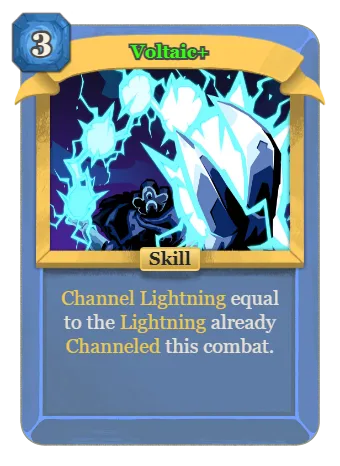 3
Voltaic+
Skill
Channel Lightning equal
to the Lightning already
Channeled this combat.